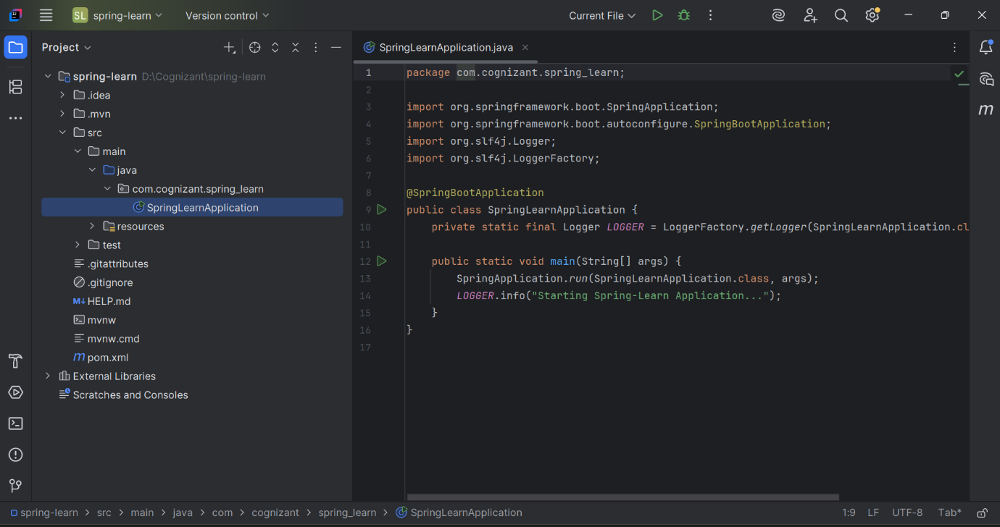 SL spring-learn Version control Current File
Project
spring-learn D:\Cognizant\spring-learn
.idea
.mvn
src
main
java
com.cognizant.spring_learn
SpringLearnApplication
resources
test
.gitattributes
.gitignore
M↓ HELP.md
mvnw
mvnw.cmd
m pom.xml
External Libraries
Scratches and Consoles
SpringLearnApplication.java
1 package com.cognizant.spring_learn;
2
3 import org.springframework.boot.SpringApplication;
4 import org.springframework.boot.autoconfigure.SpringBootApplication;
5 import org.slf4j.Logger;
6 import org.slf4j.LoggerFactory;
7
8 @SpringBootApplication
9 public class SpringLearnApplication {
10 private static final Logger LOGGER = LoggerFactory.getLogger(SpringLearnApplication.cl
11
12 public static void main(String[] args) {
13 SpringApplication.run(SpringLearnApplication.class, args);
14 LOGGER.info("Starting Spring-Learn Application...");
15 }
16 }
17
m
spring-learn > src > main > java > com > cognizant > spring_learn > SpringLearnApplication 1:9 LF UTF-8 Tab*